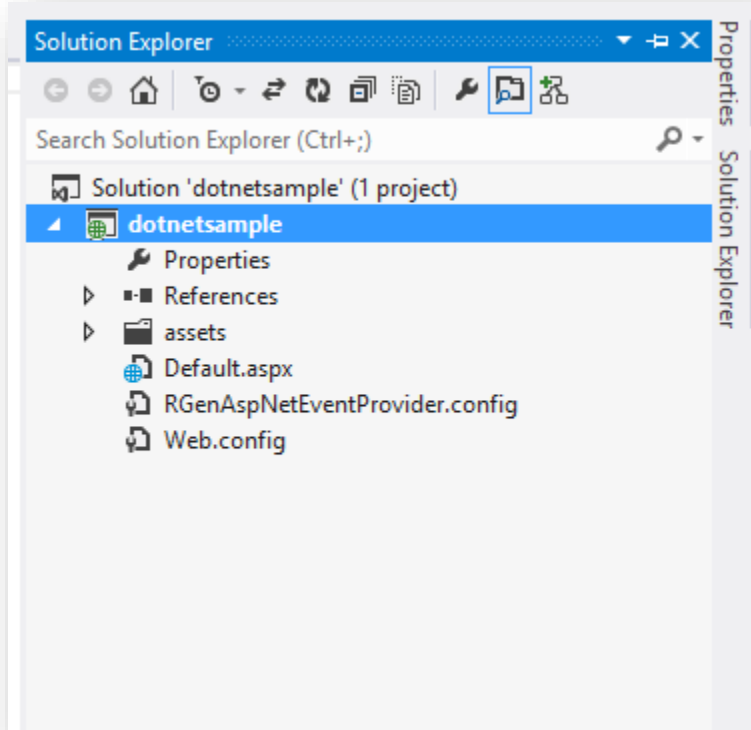 Solution Explorer
Search Solution Explorer (Ctrl+;)
Solution 'dotnetsample' (1 project)
dotnetsample
Properties
References
assets
Default.aspx
RGenAspNetEventProvider.config
Web.config
Properties
Solution Explorer